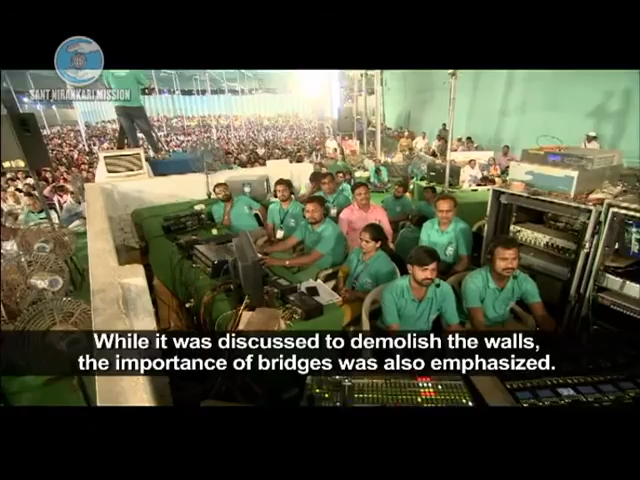 SANT NIRANKARI MISSION
While it was discussed to demolish the walls,
the importance of bridges was also emphasized.